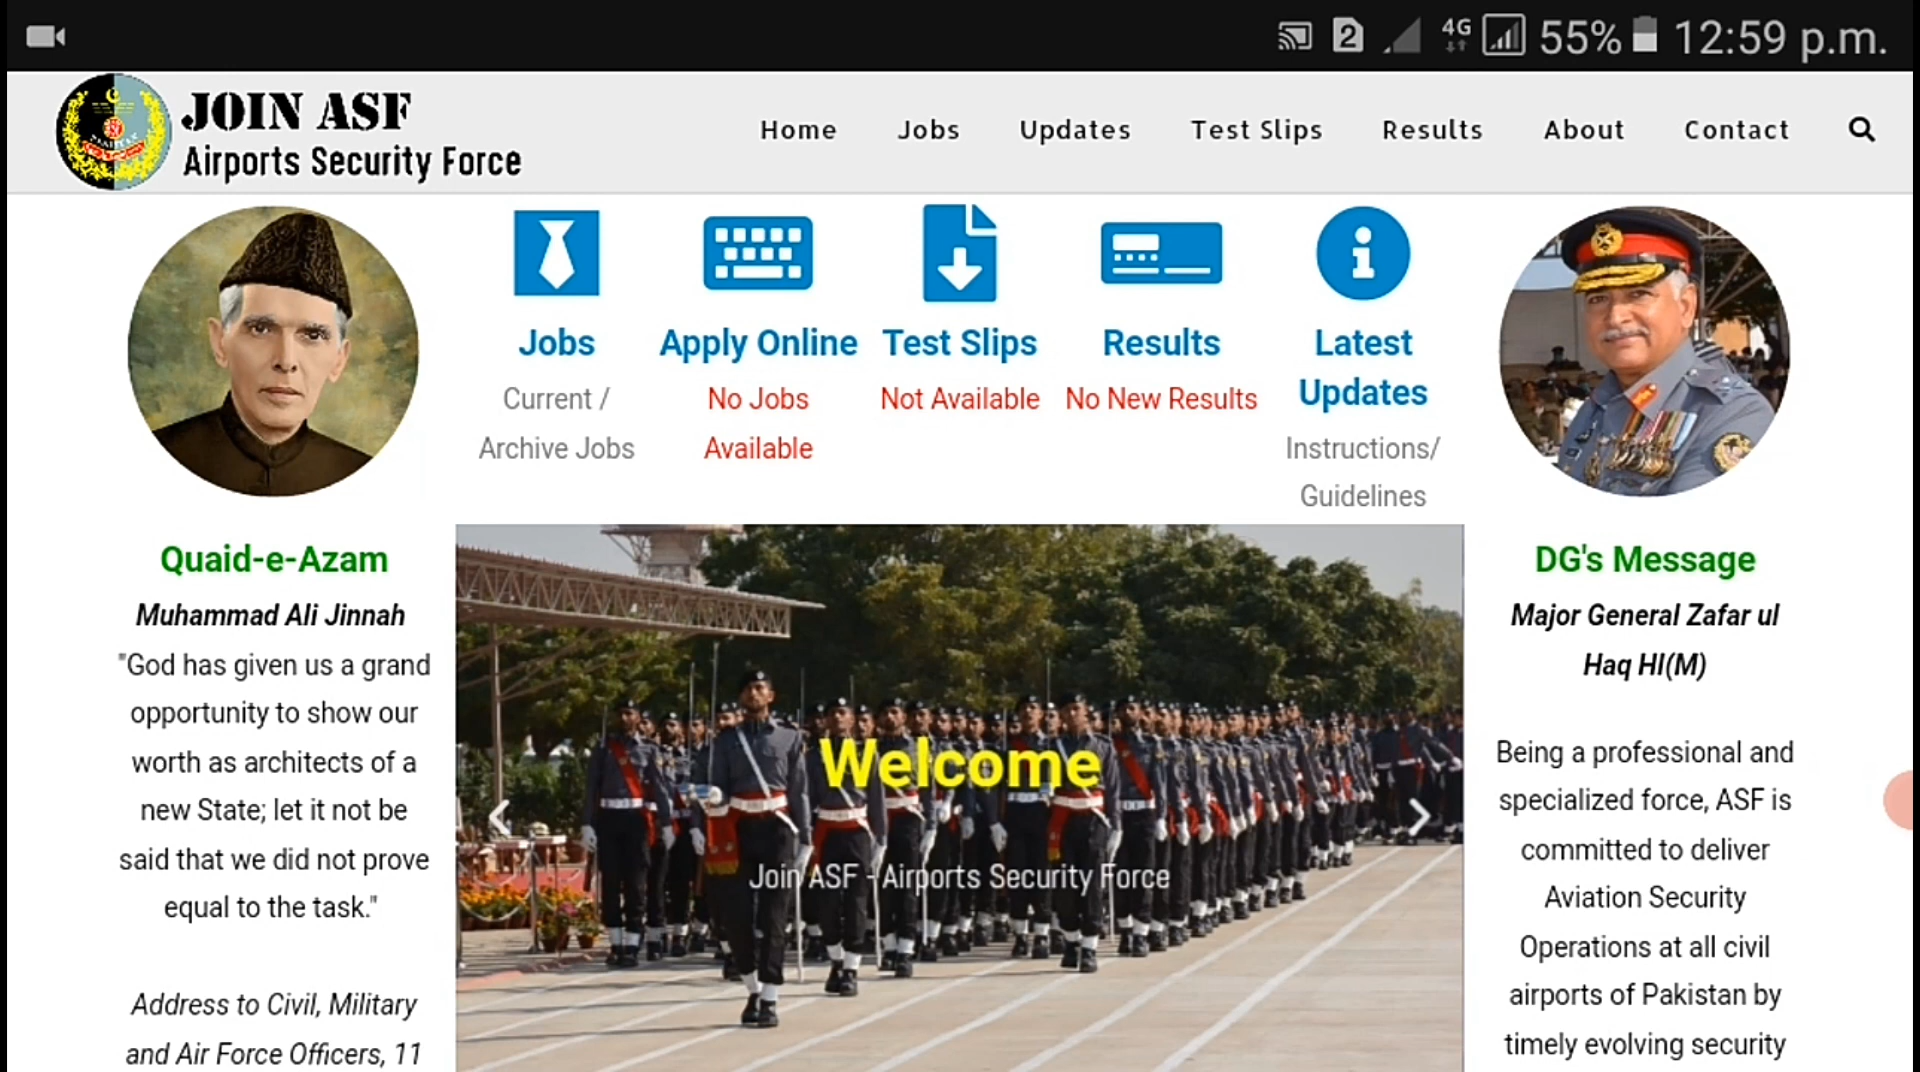 4G 2 55% 12:59 p.m.
JOIN ASF
Airports Security Force
Home Jobs Updates Test Slips Results About Contact
Jobs
Current /
Archive Jobs
Apply Online
No Jobs
Available
Test Slips
Not Available
Results
No New Results
Latest
Updates
Instructions/
Guidelines
Quaid-e-Azam
Muhammad Ali Jinnah
"God has given us a grand
opportunity to show our
worth as architects of a
new State; let it not be
said that we did not prove
equal to the task."
Address to Civil, Military
and Air Force Officers, 11
Welcome
Join ASF - Airports Security Force
DG's Message
Major General Zafar ul
Haq HI(M)
Being a professional and
specialized force, ASF is
committed to deliver
Aviation Security
Operations at all civil
airports of Pakistan by
timely evolving security